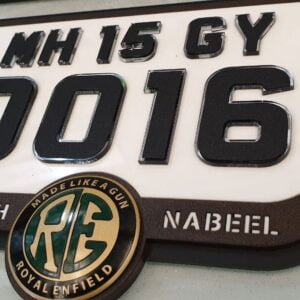 MH 15 GY
0016
H
NABEEL
MADE LIKE A GUN
RE
ROYAL ENFIELD